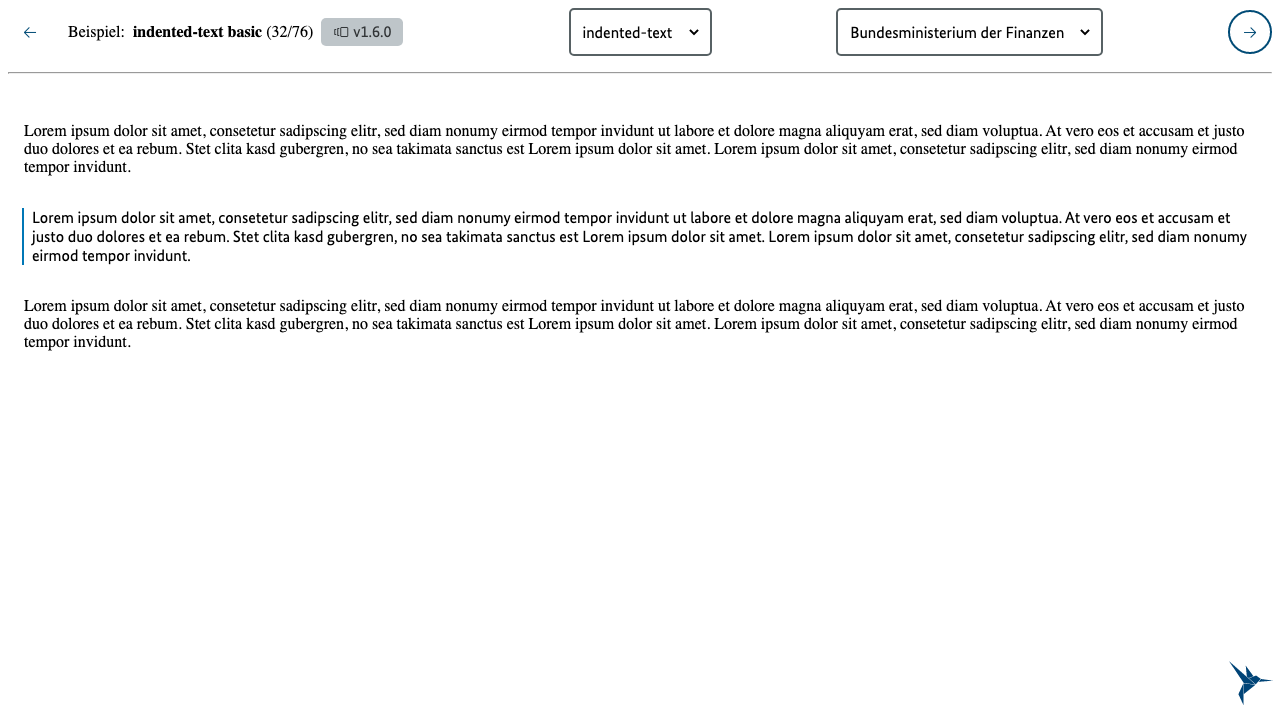 Beispiel: indented-text basic (32/76) v1.6.0 indented-text Bundesministerium der Finanzen
Lorem ipsum dolor sit amet, consetetur sadipscing elitr, sed diam nonumy eirmod tempor invidunt ut labore et dolore magna aliquyam erat, sed diam voluptua. At vero eos et accusam et justo
duo dolores et ea rebum. Stet clita kasd gubergren, no sea takimata sanctus est Lorem ipsum dolor sit amet. Lorem ipsum dolor sit amet, consetetur sadipscing elitr, sed diam nonumy eirmod
tempor invidunt.
Lorem ipsum dolor sit amet, consetetur sadipscing elitr, sed diam nonumy eirmod tempor invidunt ut labore et dolore magna aliquyam erat, sed diam voluptua. At vero eos et accusam et
justo duo dolores et ea rebum. Stet clita kasd gubergren, no sea takimata sanctus est Lorem ipsum dolor sit amet. Lorem ipsum dolor sit amet, consetetur sadipscing elitr, sed diam nonumy
eirmod tempor invidunt.
Lorem ipsum dolor sit amet, consetetur sadipscing elitr, sed diam nonumy eirmod tempor invidunt ut labore et dolore magna aliquyam erat, sed diam voluptua. At vero eos et accusam et justo
duo dolores et ea rebum. Stet clita kasd gubergren, no sea takimata sanctus est Lorem ipsum dolor sit amet. Lorem ipsum dolor sit amet, consetetur sadipscing elitr, sed diam nonumy eirmod
tempor invidunt.